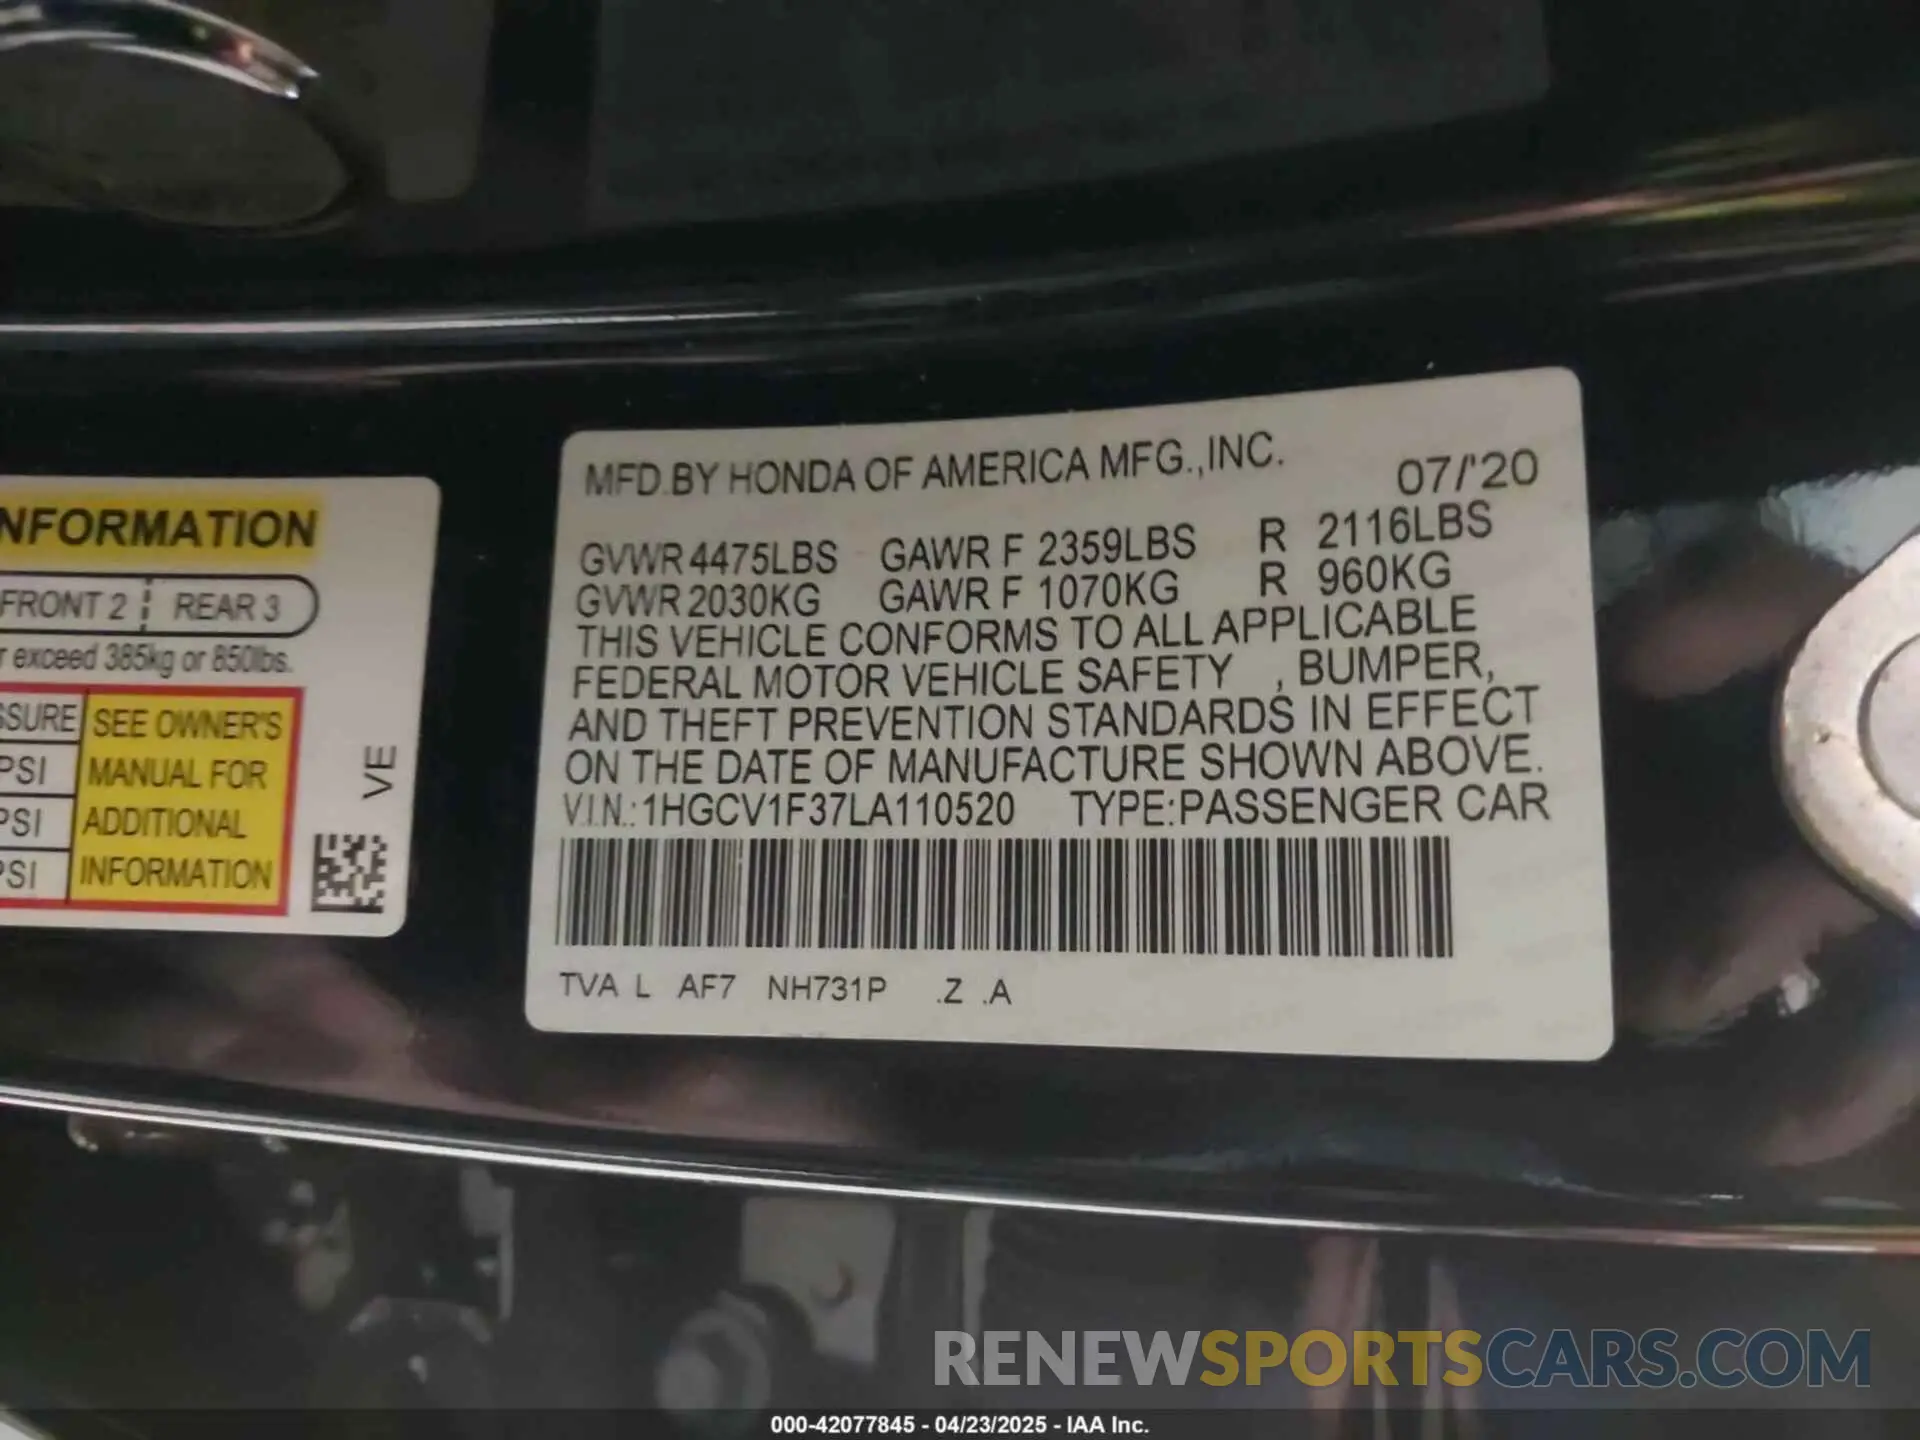 NFORMATION
FRONT 2 REAR 3
r exceed 385kg or 850lbs.
SSURE SEE OWNER'S
PSI MANUAL FOR
PSI ADDITIONAL
PSI INFORMATION
VE
MFD.BY HONDA OF AMERICA MFG.,INC. 07/'20
GVWR 4475LBS GAWR F 2359LBS R 2116LBS
GVWR 2030KG GAWR F 1070KG R 960KG
THIS VEHICLE CONFORMS TO ALL APPLICABLE
FEDERAL MOTOR VEHICLE SAFETY , BUMPER,
AND THEFT PREVENTION STANDARDS IN EFFECT
ON THE DATE OF MANUFACTURE SHOWN ABOVE.
V.I.N.:1HGCV1F37LA110520 TYPE:PASSENGER CAR
TVA L AF7 NH731P .Z .A
RENEWSPORTSCARS.COM
000-42077845 - 04/23/2025 - IAA Inc.